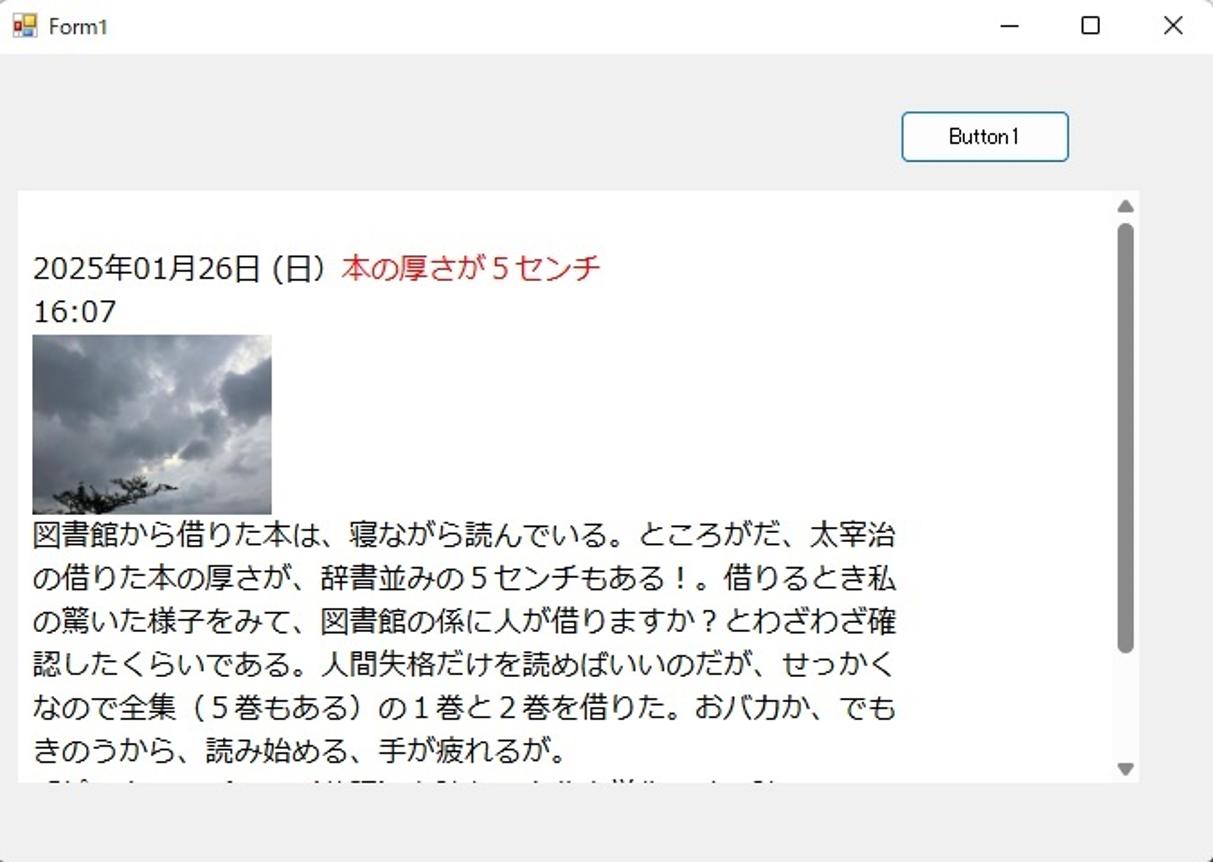 Form1
Button1
2025年01月26日 (日）本の厚さが５センチ
16:07
図書館から借りた本は、寝ながら読んでいる。ところがだ、太宰治
の借りた本の厚さが、辞書並みの５センチもある！。借りるとき私
の驚いた様子をみて、図書館の係に人が借りますか？とわざわざ確
認したくらいである。人間失格だけを読めばいいのだが、せっかく
なので全集（５巻もある）の１巻と２巻を借りた。おバカか、でも
きのうから、読み始める、手が疲れるが。